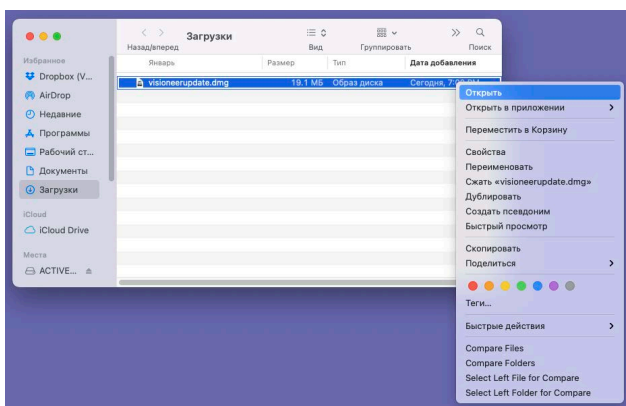 Загрузки
Назад/вперед
Вид
Группировать
Поиск
Избранное
Dropbox (V...
AirDrop
Недавние
Программы
Рабочий ст...
Документы
Загрузки
iCloud
iCloud Drive
Места
ACTIVE...
Январь Размер Тип Дата добавления
visioneerupdate.dmg 19.1 МБ Образ диска Сегодня,
Открыть
Открыть в приложении
Переместить в Корзину
Свойства
Переименовать
Сжать «visioneerupdate.dmg»
Дублировать
Создать псевдоним
Быстрый просмотр
Скопировать
Поделиться
Теги...
Быстрые действия
Compare Files
Compare Folders
Select Left File for Compare
Select Left Folder for Compare